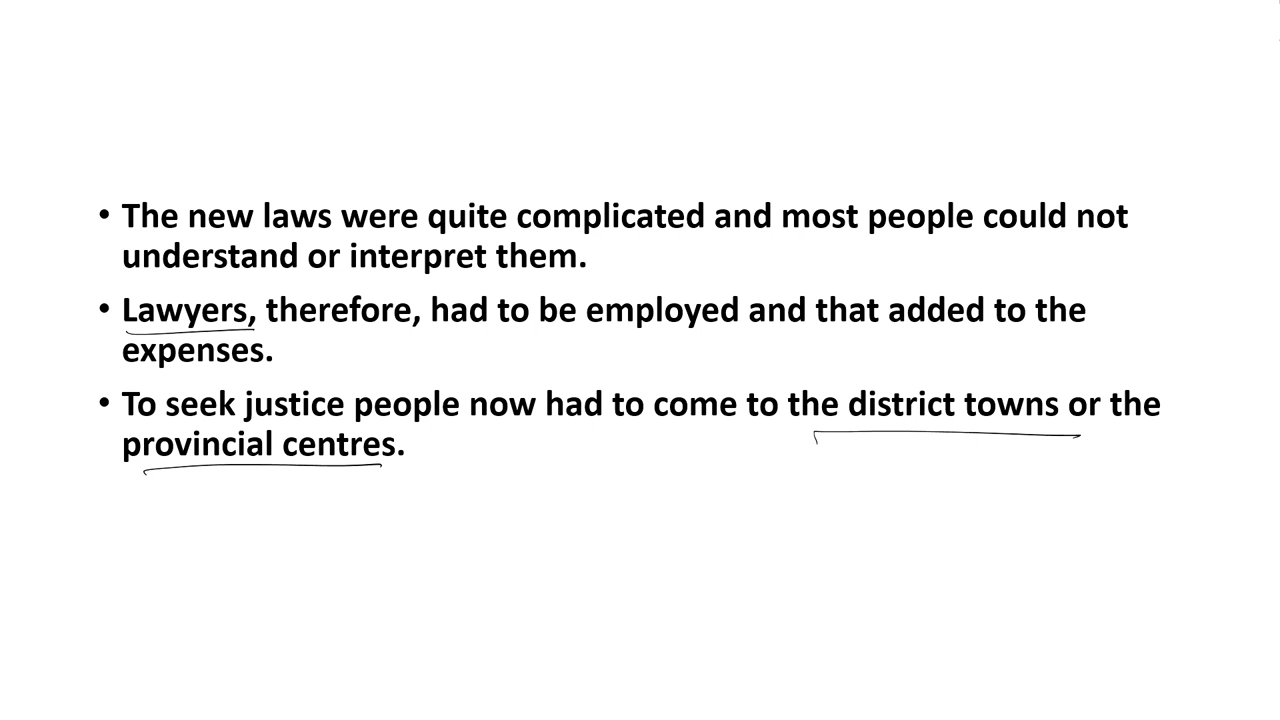 • The new laws were quite complicated and most people could not
understand or interpret them.
• Lawyers, therefore, had to be employed and that added to the
expenses.
• To seek justice people now had to come to the district towns or the
provincial centres.